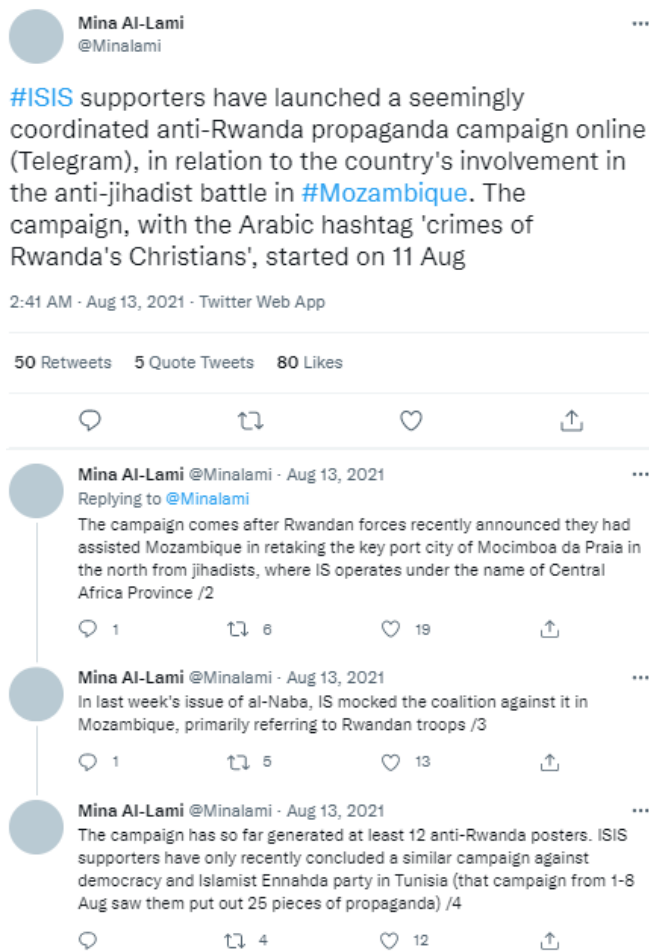 Mina Al-Lami
@Minalami
#ISIS supporters have launched a seemingly
coordinated anti-Rwanda propaganda campaign online
(Telegram), in relation to the country's involvement in
the anti-jihadist battle in #Mozambique. The
campaign, with the Arabic hashtag 'crimes of
Rwanda's Christians', started on 11 Aug
2:41 AM · Aug 13, 2021 · Twitter Web App
50 Retweets 5 Quote Tweets 80 Likes
Mina Al-Lami @Minalami · Aug 13, 2021
Replying to @Minalami
The campaign comes after Rwandan forces recently announced they had
assisted Mozambique in retaking the key port city of Mocimboa da Praia in
the north from jihadists, where IS operates under the name of Central
Africa Province /2
1 6 19
Mina Al-Lami @Minalami · Aug 13, 2021
In last week's issue of al-Naba, IS mocked the coalition against it in
Mozambique, primarily referring to Rwandan troops /3
1 5 13
Mina Al-Lami @Minalami · Aug 13, 2021
The campaign has so far generated at least 12 anti-Rwanda posters. ISIS
supporters have only recently concluded a similar campaign against
democracy and Islamist Ennahda party in Tunisia (that campaign from 1-8
Aug saw them put out 25 pieces of propaganda) /4
4 12